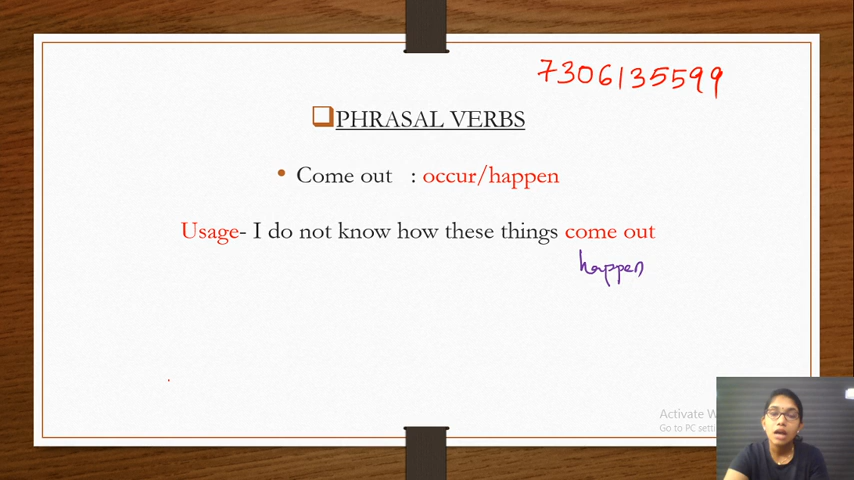 7306135599
PHRASAL VERBS
• Come out : occur/happen
Usage- I do not know how these things come out
happen
Activate W
Go to PC setti